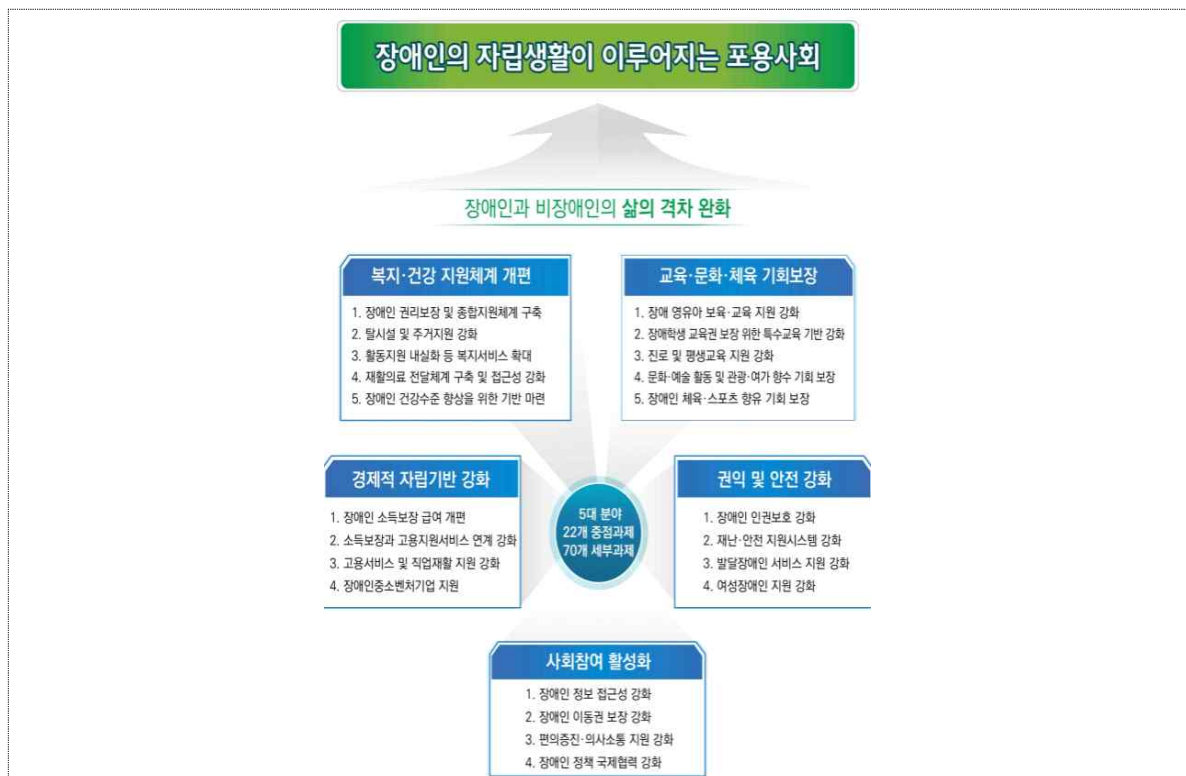 장애인의 자립생활이 이루어지는 포용사회
장애인과 비장애인의 삶의 격차 완화
복지·건강 지원체계 개편
1. 장애인 권리보장 및 종합지원체계 구축
2. 탈시설 및 주거지원 강화
3. 활동지원 내실화 등 복지서비스 확대
4. 재활의료 전달체계 구축 및 접근성 강화
5. 장애인 건강수준 향상을 위한 기반 마련
교육·문화·체육 기회보장
1. 장애 영유아 보육·교육 지원 강화
2. 장애학생 교육권 보장 위한 특수교육 기반 강화
3. 진로 및 평생교육 지원 강화
4. 문화·예술 활동 및 관광·여가 향수 기회 보장
5. 장애인 체육·스포츠 향유 기회 보장
경제적 자립기반 강화
1. 장애인 소득보장 급여 개편
2. 소득보장과 고용지원서비스 연계 강화
3. 고용서비스 및 직업재활 지원 강화
4. 장애인중소벤처기업 지원
5대 분야
22개 중점과제
70개 세부과제
권익 및 안전 강화
1. 장애인 인권보호 강화
2. 재난·안전 지원시스템 강화
3. 발달장애인 서비스 지원 강화
4. 여성장애인 지원 강화
사회참여 활성화
1. 장애인 정보 접근성 강화
2. 장애인 이동권 보장 강화
3. 편의증진·의사소통 지원 강화
4. 장애인 정책 국제협력 강화